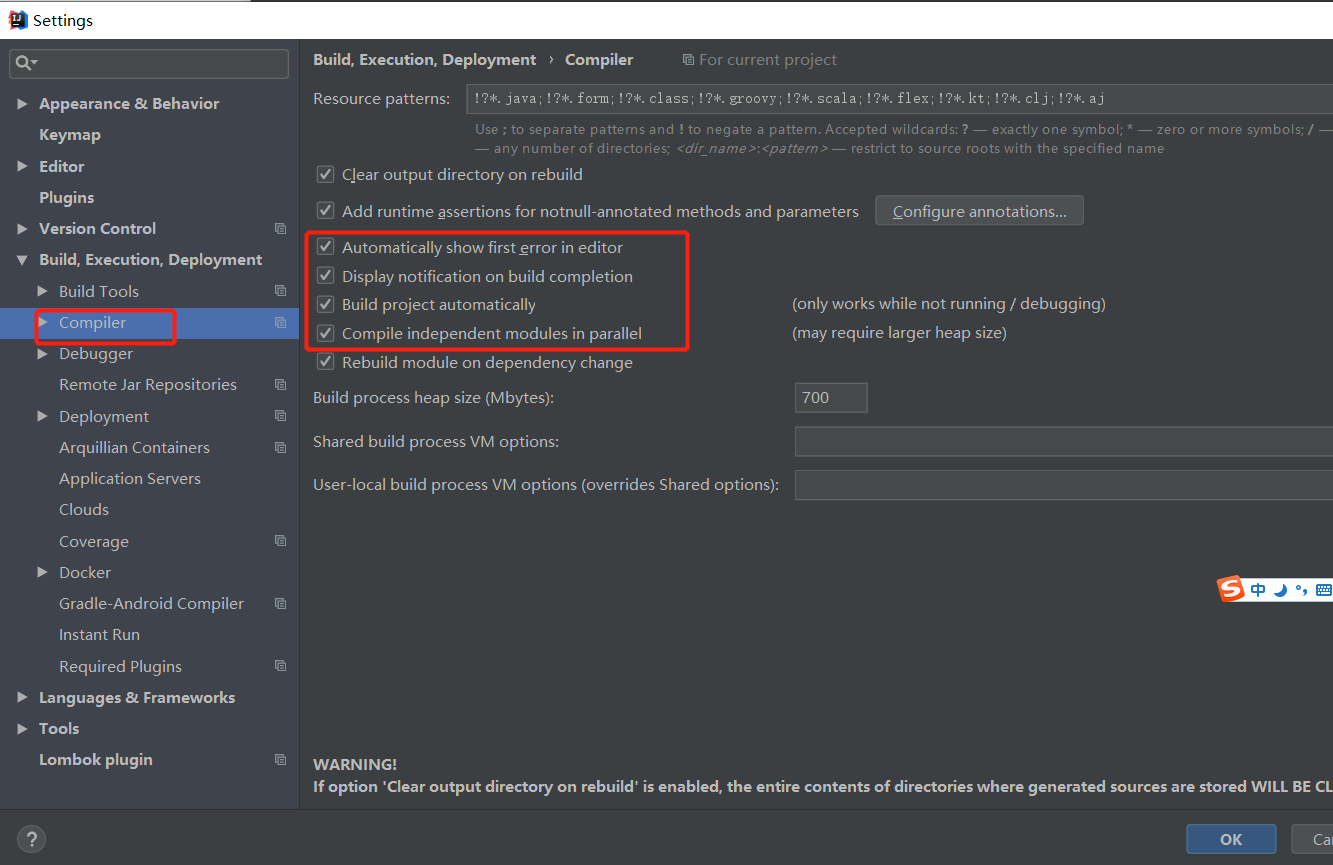 Settings
Build, Execution, Deployment › Compiler For current project
Resource patterns: !?*.java;!?*.form;!?*.class;!?*.groovy;!?*.scala;!?*.flex;!?*.kt;!?*.clj;!?*.aj
Use ; to separate patterns and ! to negate a pattern. Accepted wildcards: ? — exactly one symbol; * — zero or more symbols; / —
— any number of directories; <dir_name>:<pattern> — restrict to source roots with the specified name
Clear output directory on rebuild
Add runtime assertions for notnull-annotated methods and parameters Configure annotations...
Automatically show first error in editor
Display notification on build completion
Build project automatically (only works while not running / debugging)
Compile independent modules in parallel (may require larger heap size)
Rebuild module on dependency change
Build process heap size (Mbytes): 700
Shared build process VM options:
User-local build process VM options (overrides Shared options):
Appearance & Behavior
Keymap
Editor
Plugins
Version Control
Build, Execution, Deployment
Build Tools
Compiler
Debugger
Remote Jar Repositories
Deployment
Arquillian Containers
Application Servers
Clouds
Coverage
Docker
Gradle-Android Compiler
Instant Run
Required Plugins
Languages & Frameworks
Tools
Lombok plugin
S 中
WARNING!
If option 'Clear output directory on rebuild' is enabled, the entire contents of directories where generated sources are stored WILL BE CL
?
OK
Ca